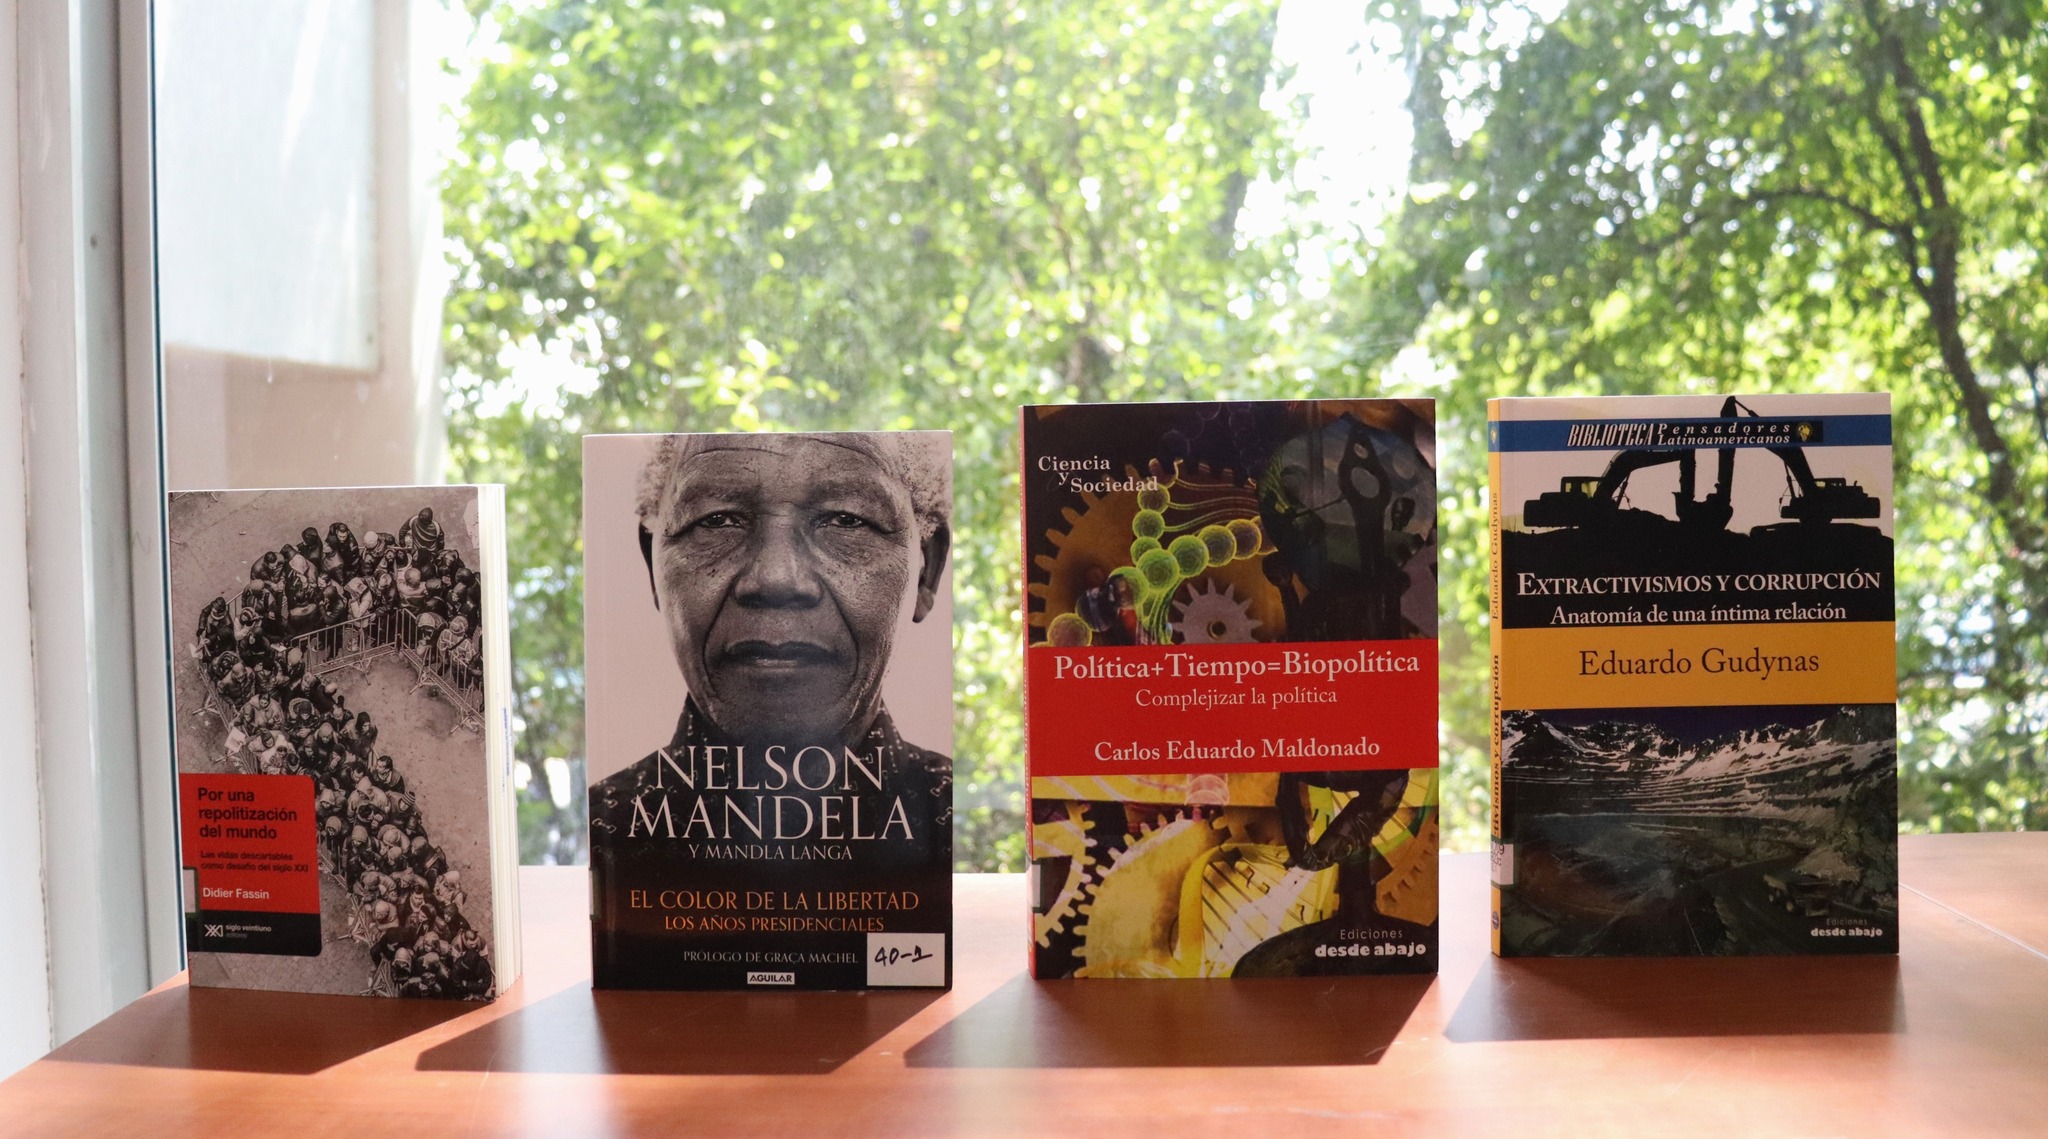 Por una
repolitización
del mundo
Las vidas descartables
como desafío del siglo XXI
Didier Fassin
siglo veintiuno
editores
NELSON
MANDELA
Y MANDLA LANGA
EL COLOR DE LA LIBERTAD
LOS AÑOS PRESIDENCIALES
PRÓLOGO DE GRAÇA MACHEL
AGUILAR
40-1
Ciencia
y
Sociedad
Política+Tiempo=Biopolítica
Complejizar la política
Carlos Eduardo Maldonado
Ediciones
desde abajo
BIBLIOTECA Pensadores
Latinoamericanos
EXTRACTIVISMOS Y CORRUPCIÓN
Anatomía de una íntima relación
Eduardo Gudynas
Ediciones
desde abajo
Eduardo Gudynas